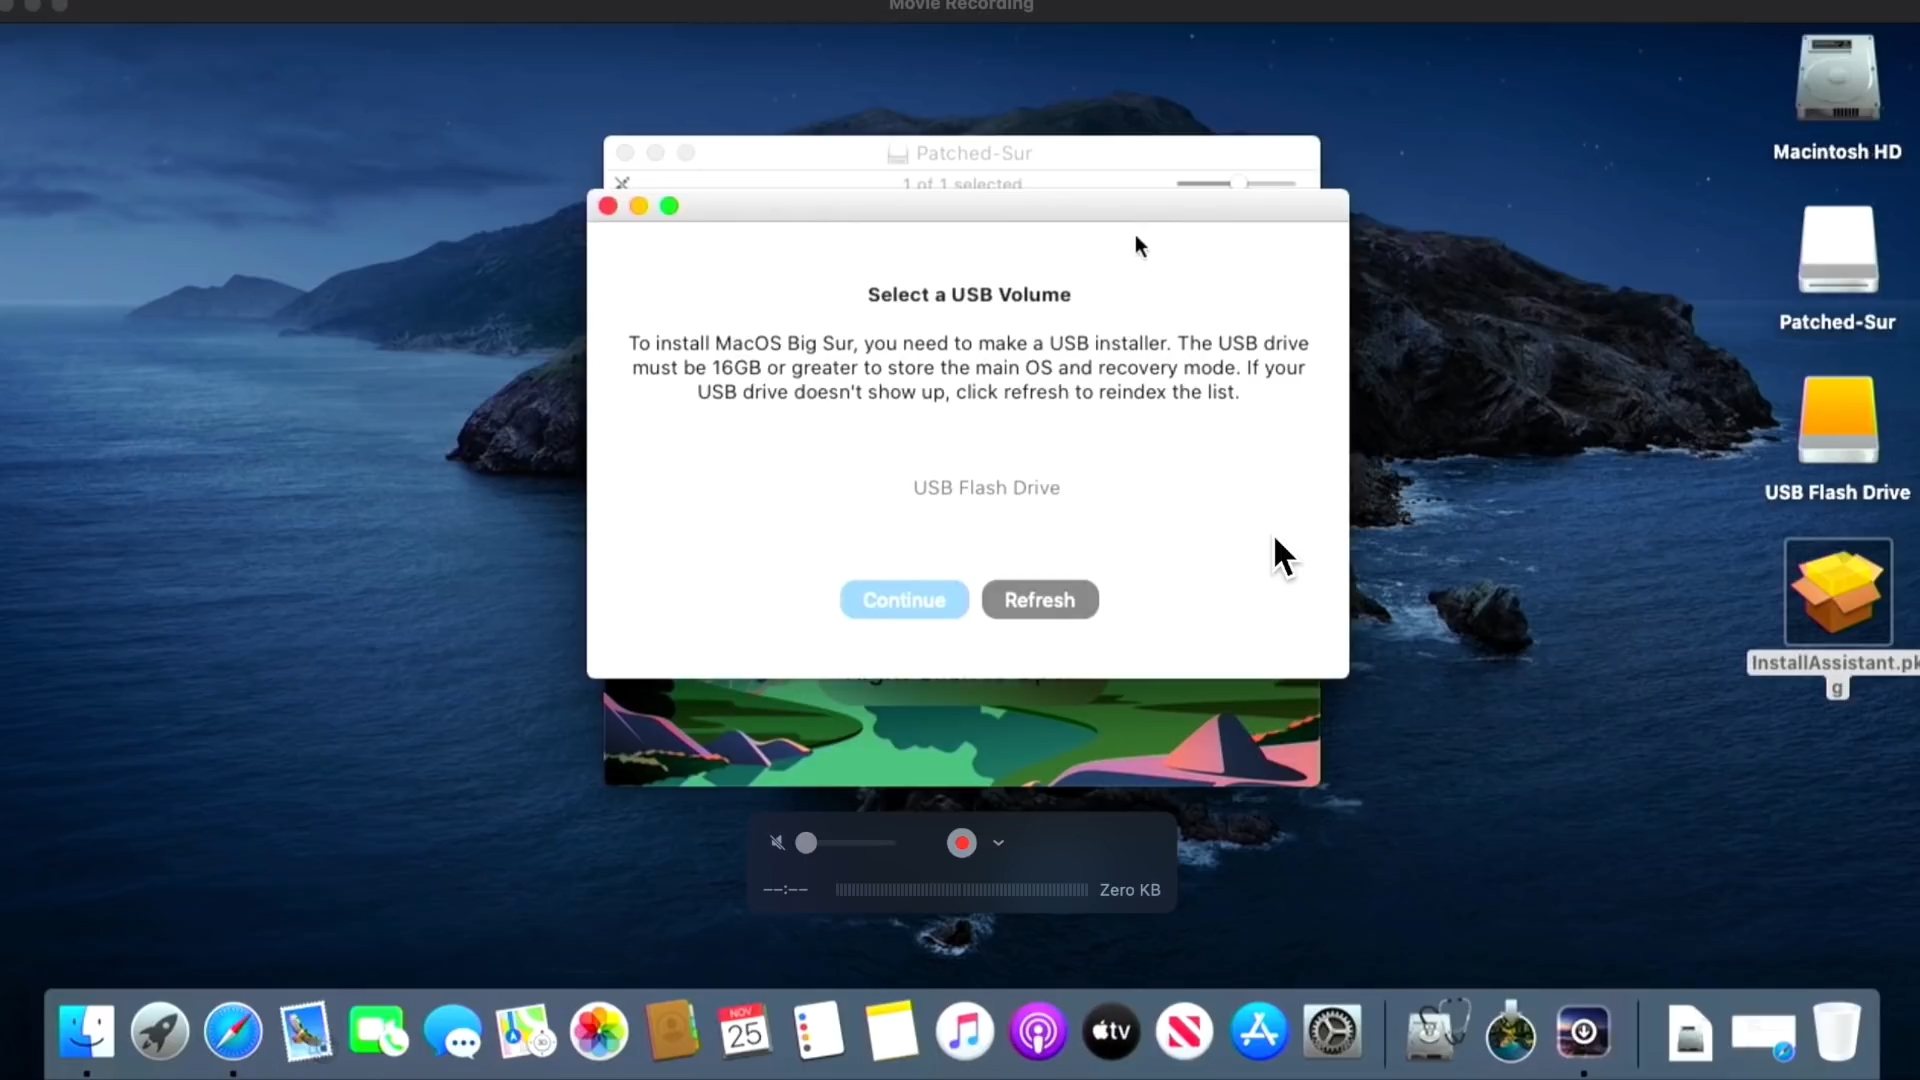 Movie Recording
Patched-Sur
1 of 1 selected
Select a USB Volume
To install MacOS Big Sur, you need to make a USB installer. The USB drive
must be 16GB or greater to store the main OS and recovery mode. If your
USB drive doesn't show up, click refresh to reindex the list.
USB Flash Drive
Continue
Refresh
Macintosh HD
Patched-Sur
USB Flash Drive
InstallAssistant.pk
g
--:--
Zero KB
NOV
25
tv